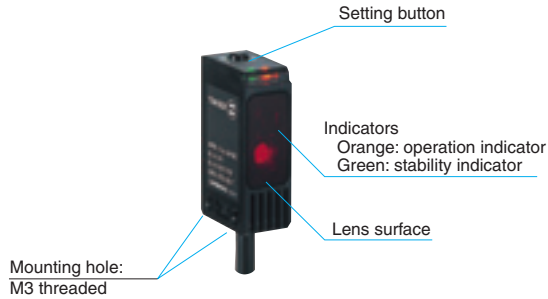 Setting button
Indicators
Orange: operation indicator
Green: stability indicator
Lens surface
Mounting hole:
M3 threaded